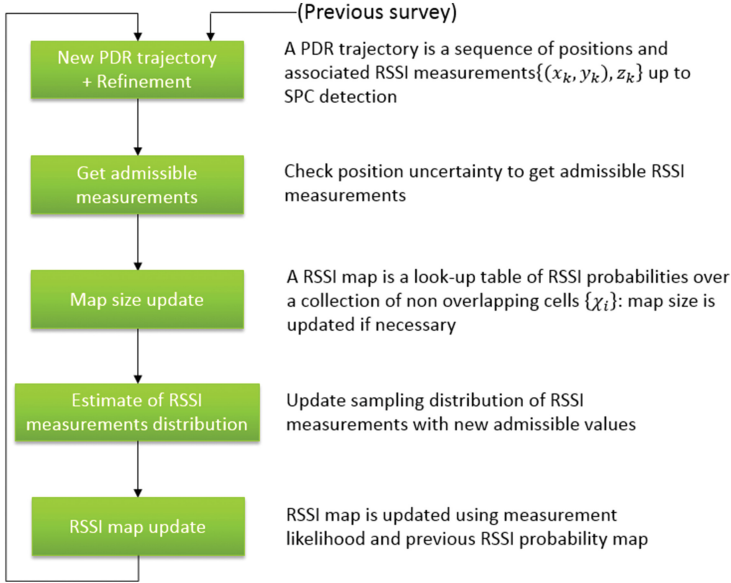 (Previous survey)
New PDR trajectory
+ Refinement
A PDR trajectory is a sequence of positions and
associated RSSI measurements{(xₖ, yₖ), zₖ} up to
SPC detection
Get admissible
measurements
Check position uncertainty to get admissible RSSI
measurements
Map size update
A RSSI map is a look-up table of RSSI probabilities over
a collection of non overlapping cells {χᵢ}: map size is
updated if necessary
Estimate of RSSI
measurements distribution
Update sampling distribution of RSSI
measurements with new admissible values
RSSI map update
RSSI map is updated using measurement
likelihood and previous RSSI probability map